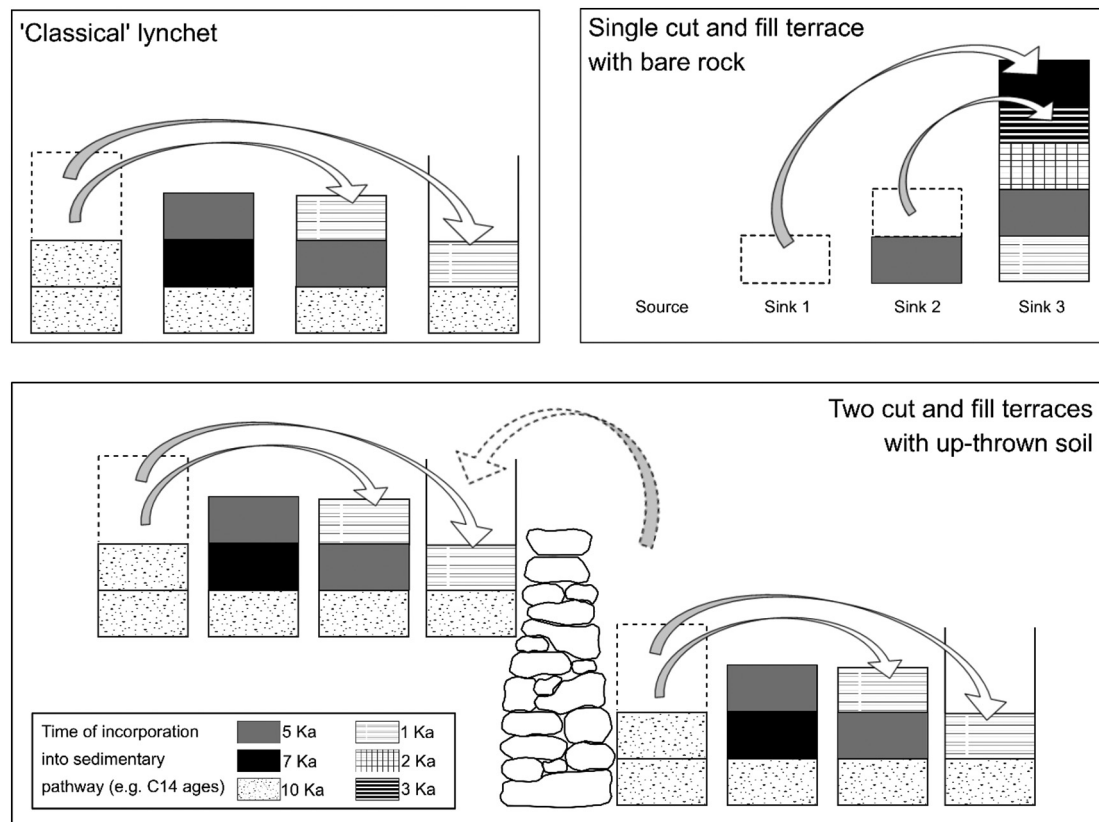 'Classical' lynchet
Single cut and fill terrace
with bare rock
Source
Sink 1
Sink 2
Sink 3
Two cut and fill terraces
with up-thrown soil
Time of incorporation
into sedimentary
pathway (e.g. C14 ages)
5 Ka
7 Ka
10 Ka
1 Ka
2 Ka
3 Ka